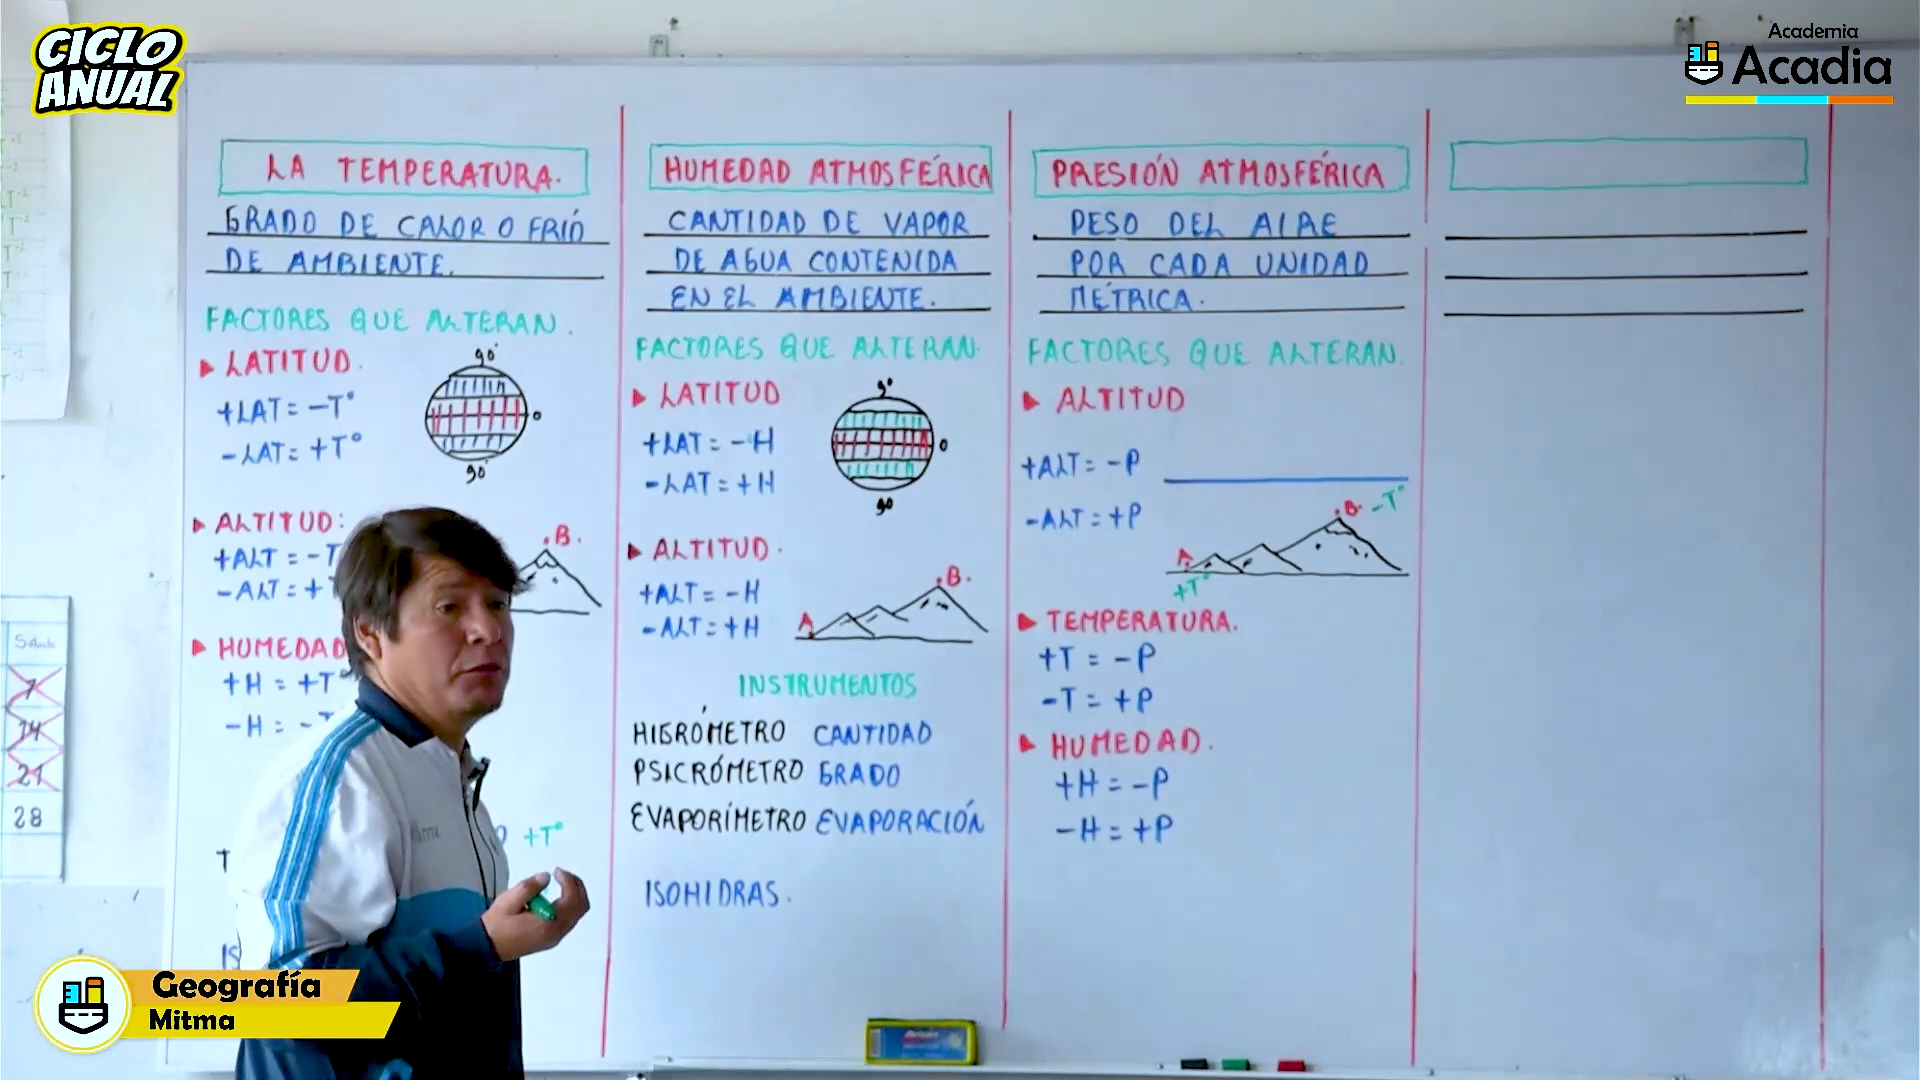 CICLO
ANUAL
Academia
Acadia
LA TEMPERATURA.
GRADO DE CALOR O FRIÓ
DE AMBIENTE.
FACTORES QUE ALTERAN.
LATITUD.
+LAT = -T°
-LAT = +T°
90°
0
90°
ALTITUD:
+ALT = -T
-ALT = +T
B.
HUMEDAD
+H = +T°
-H = -T
+T°
HUMEDAD ATMOSFÉRICA
CANTIDAD DE VAPOR
DE AGUA CONTENIDA
EN EL AMBIENTE.
FACTORES QUE ALTERAN.
LATITUD
+LAT = -H
-LAT = +H
9°
0
90
ALTITUD.
+ALT = -H
-ALT = +H
A
B.
INSTRUMENTOS
HIGRÓMETRO CANTIDAD
PSICRÓMETRO GRADO
EVAPORÍMETRO EVAPORACIÓN
ISOHIDRAS.
PRESIÓN ATMOSFÉRICA
PESO DEL AIRE
POR CADA UNIDAD
MÉTRICA.
FACTORES QUE ALTERAN.
ALTITUD
+ALT = -P
-ALT = +P
B. -T°
A
+T°
TEMPERATURA.
+T = -P
-T = +P
HUMEDAD.
+H = -P
-H = +P
Sábado
7
14
21
28
Geografía
Mitma